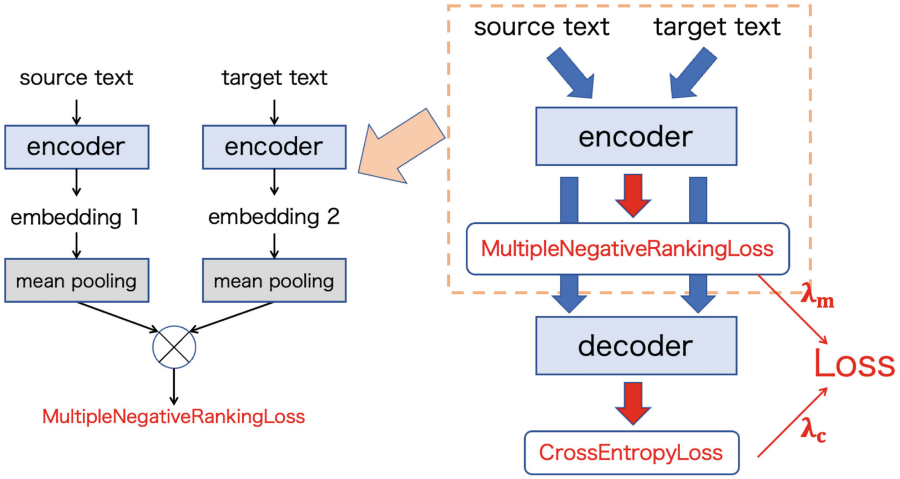 source text
target text
encoder
encoder
embedding 1
embedding 2
mean pooling
mean pooling
MultipleNegativeRankingLoss
source text
target text
encoder
MultipleNegativeRankingLoss
decoder
CrossEntropyLoss
λm
Loss
λc